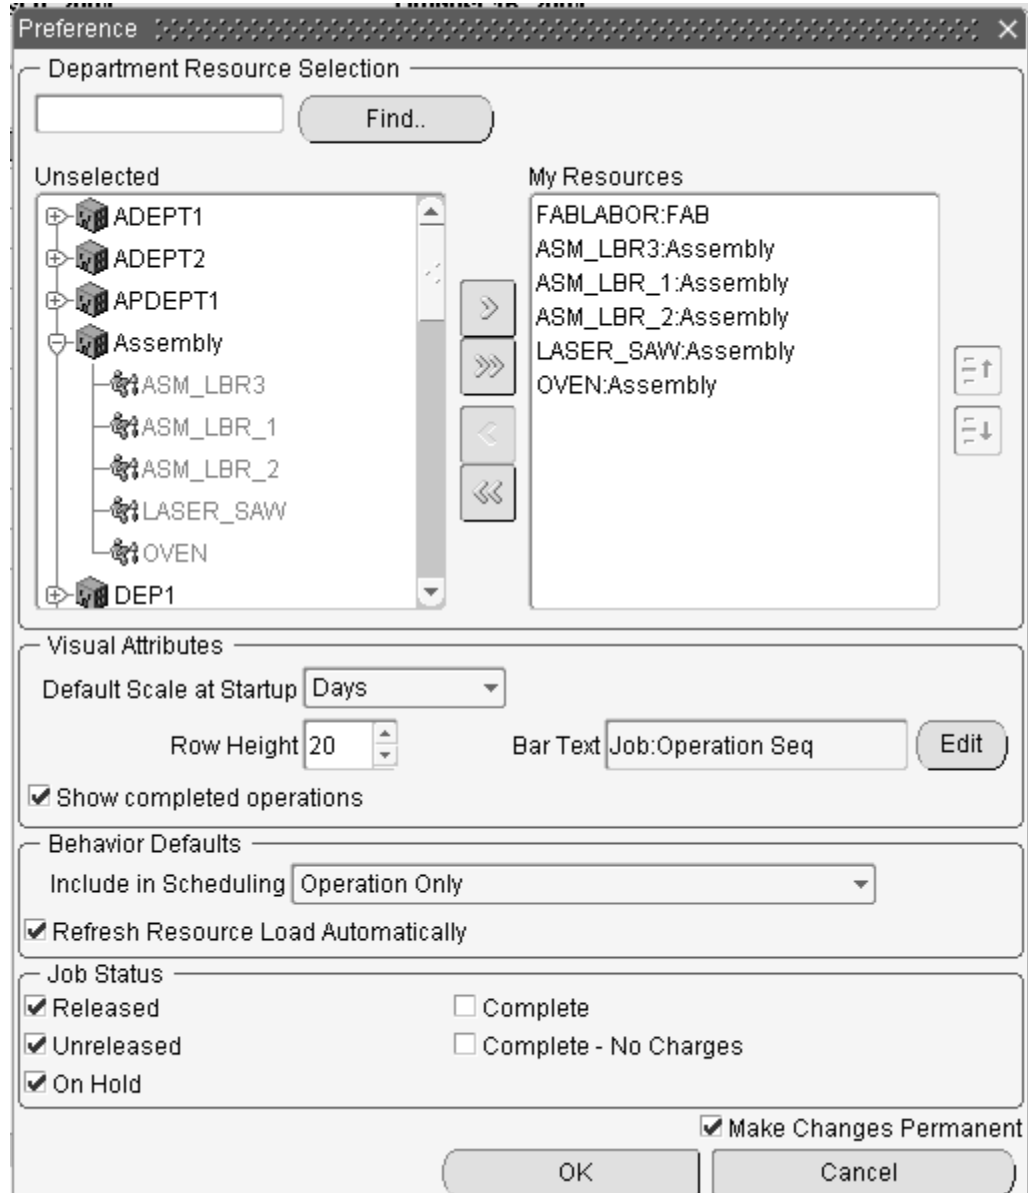 Preference
Department Resource Selection
Find..
Unselected
My Resources
ADEPT1
ADEPT2
APDEPT1
Assembly
ASM_LBR3
ASM_LBR_1
ASM_LBR_2
LASER_SAW
OVEN
DEP1
FABLABOR:FAB
ASM_LBR3:Assembly
ASM_LBR_1:Assembly
ASM_LBR_2:Assembly
LASER_SAW:Assembly
OVEN:Assembly
Visual Attributes
Default Scale at Startup Days
Row Height 20 Bar Text Job:Operation Seq Edit
Show completed operations
Behavior Defaults
Include in Scheduling Operation Only
Refresh Resource Load Automatically
Job Status
Released Complete
Unreleased Complete - No Charges
On Hold
Make Changes Permanent
OK Cancel